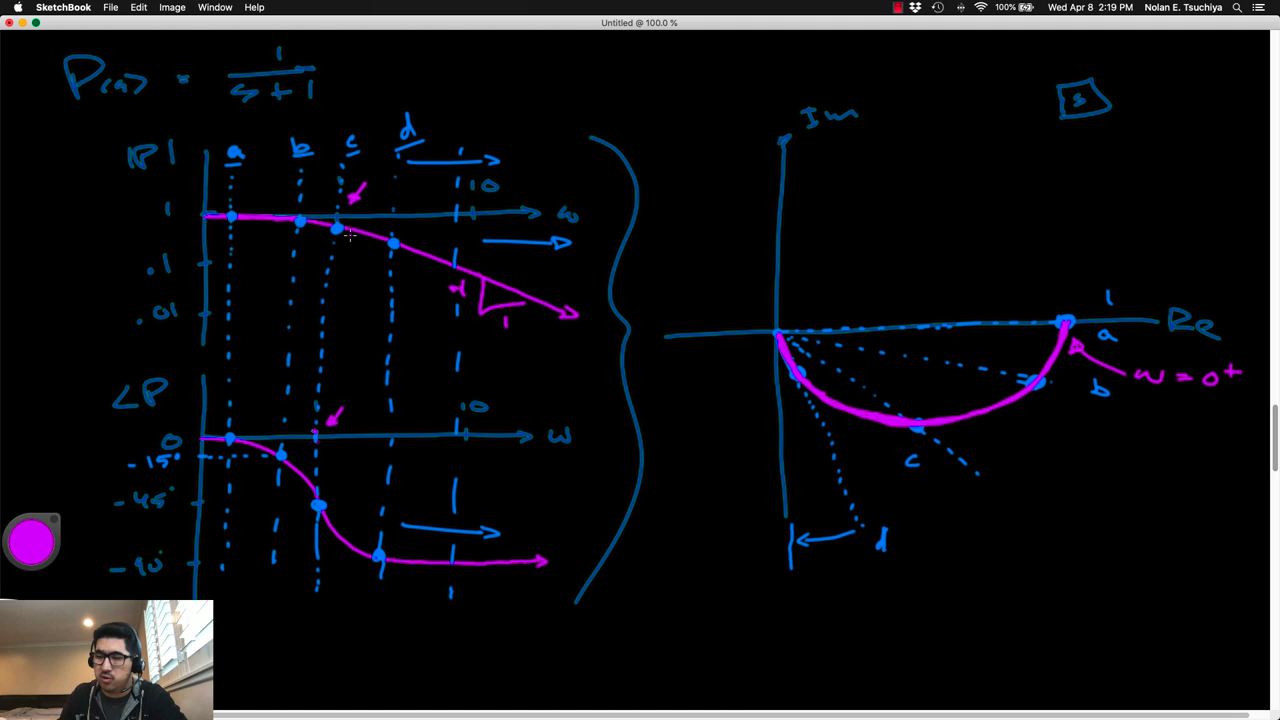 SketchBook File Edit Image Window Help
100% Wed Apr 8 2:19 PM Nolan E. Tsuchiya
Untitled @ 100.0 %
P(s) = 1
s + 1
s
Im
|P| a b c d
10
1 ω
.1
.01
-1
1
∠P
10
0 ω
-15°
-45°
-90°
1
Re
a
ω = 0+
b
c
d